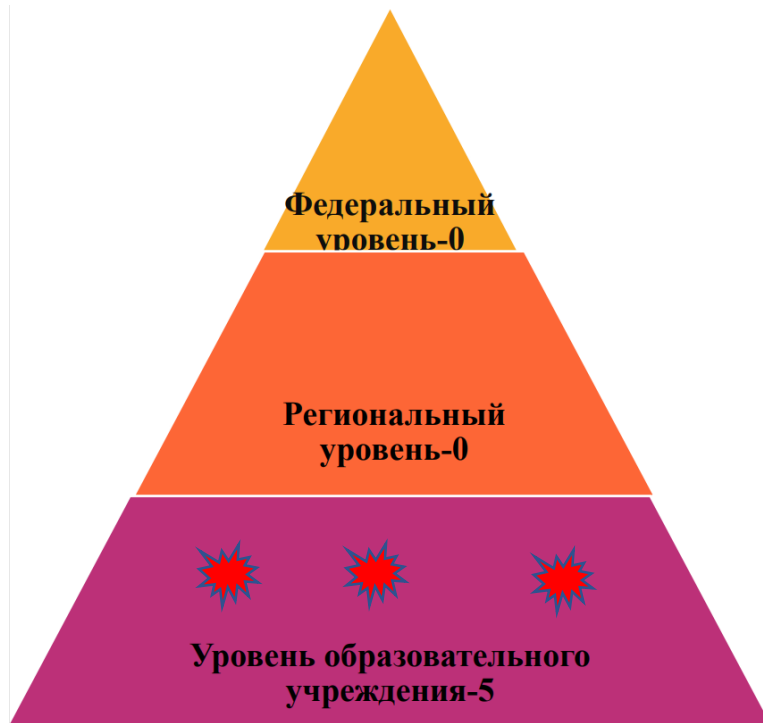 Федеральный
уровень-0
Региональный
уровень-0
Уровень образовательного
учреждения-5